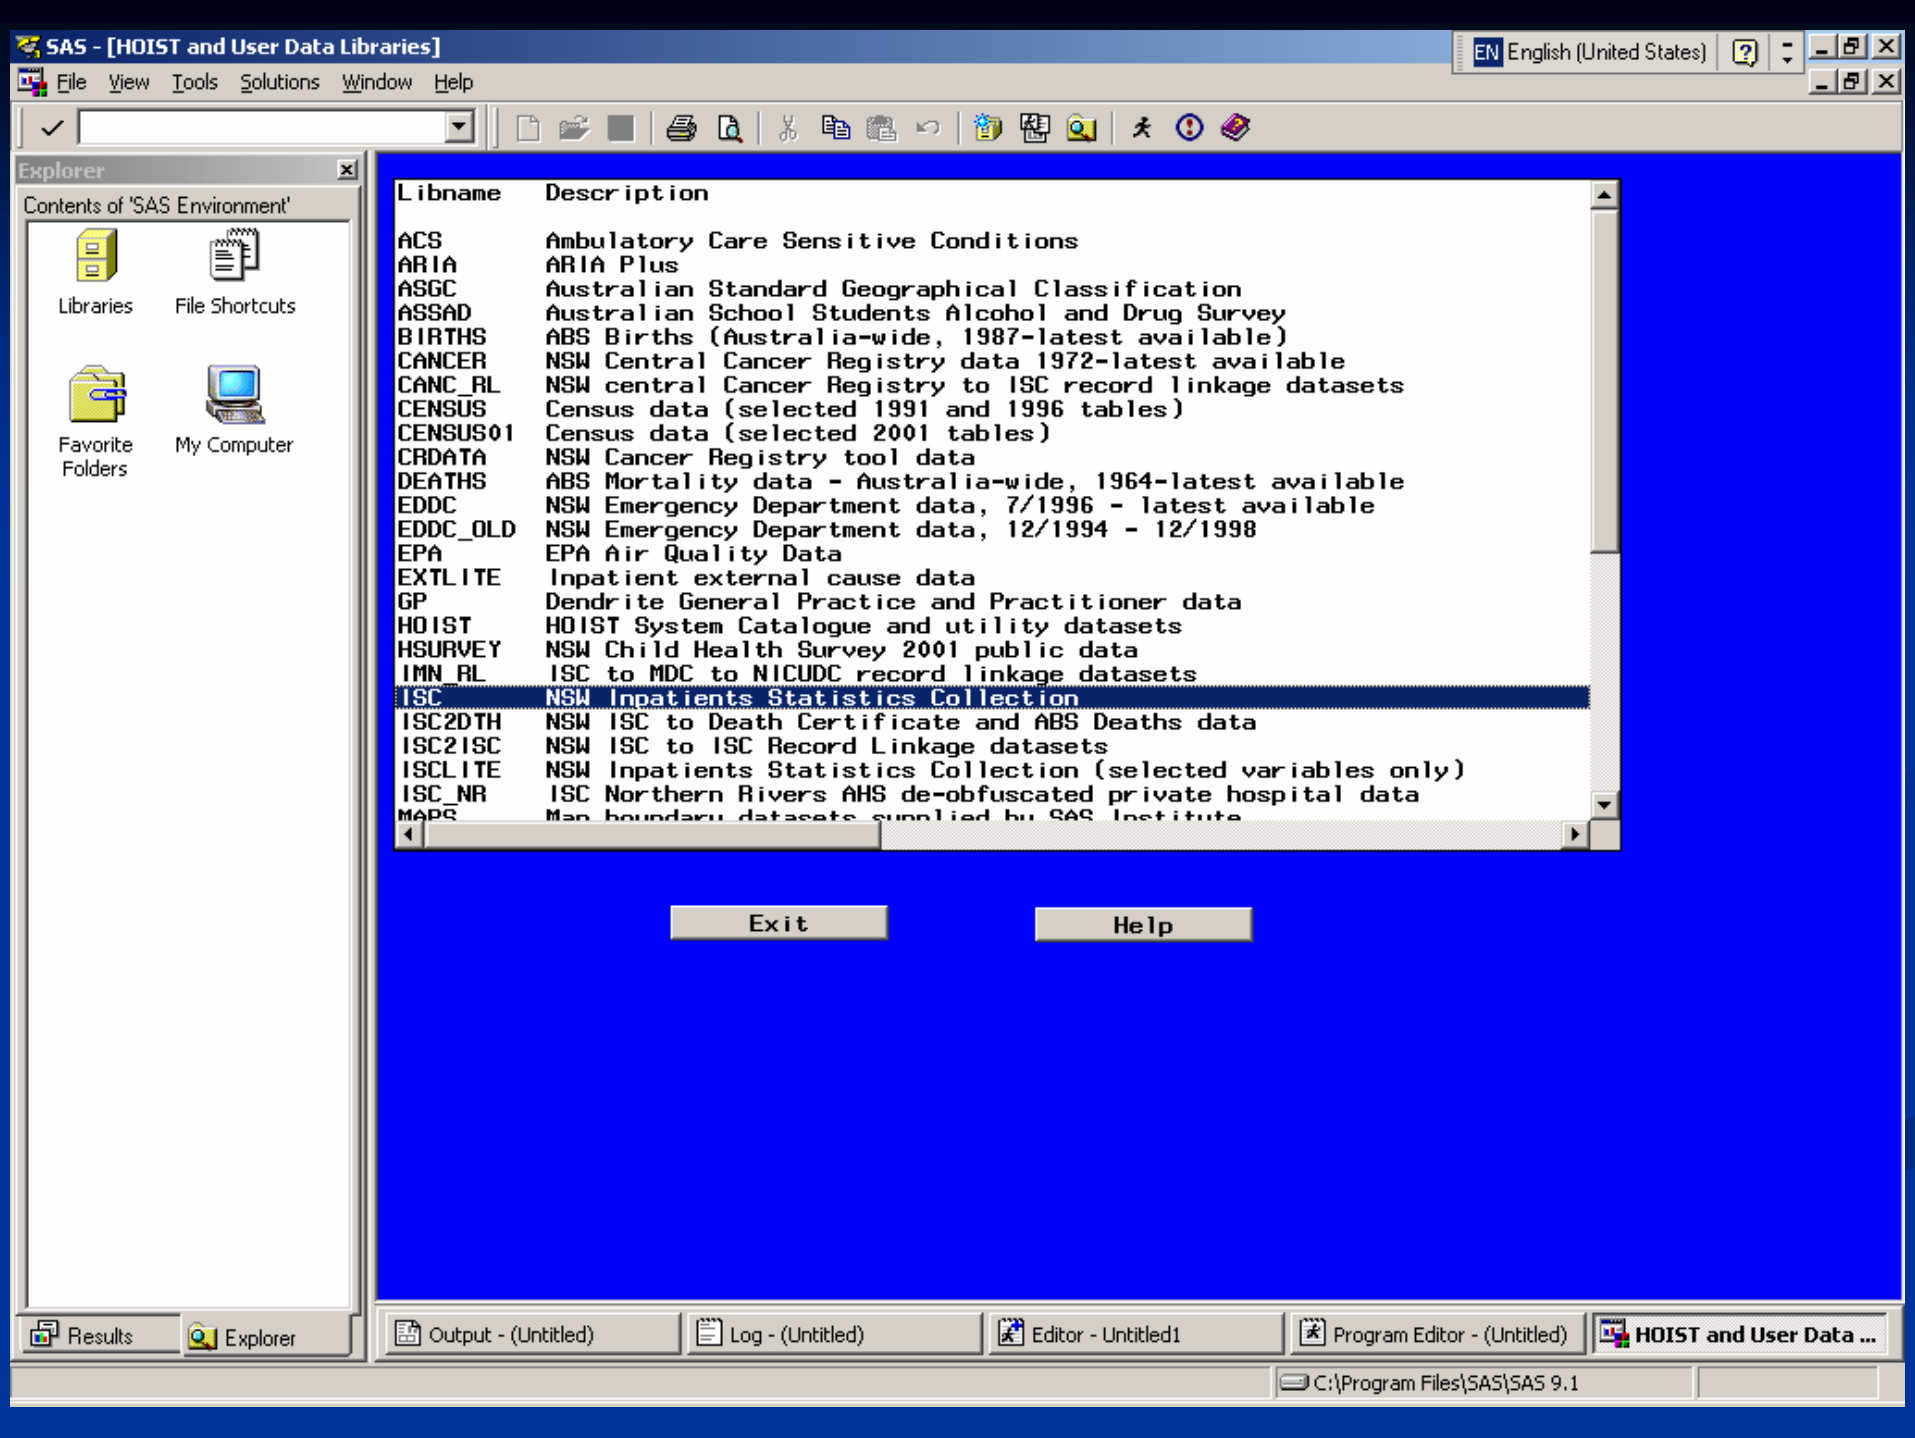 SAS - [HOIST and User Data Libraries]
EN English (United States)
File View Tools Solutions Window Help
Explorer
Contents of 'SAS Environment'
Libraries File Shortcuts
Favorite Folders My Computer
Libname Description
ACS Ambulatory Care Sensitive Conditions
ARIA ARIA Plus
ASGC Australian Standard Geographical Classification
ASSAD Australian School Students Alcohol and Drug Survey
BIRTHS ABS Births (Australia-wide, 1987-latest available)
CANCER NSW Central Cancer Registry data 1972-latest available
CANC_RL NSW central Cancer Registry to ISC record linkage datasets
CENSUS Census data (selected 1991 and 1996 tables)
CENSUS01 Census data (selected 2001 tables)
CRDATA NSW Cancer Registry tool data
DEATHS ABS Mortality data - Australia-wide, 1964-latest available
EDDC NSW Emergency Department data, 7/1996 - latest available
EDDC_OLD NSW Emergency Department data, 12/1994 - 12/1998
EPA EPA Air Quality Data
EXTLITE Inpatient external cause data
GP Dendrite General Practice and Practitioner data
HOIST HOIST System Catalogue and utility datasets
HSURVEY NSW Child Health Survey 2001 public data
IMN_RL ISC to MDC to NICUDC record linkage datasets
ISC NSW Inpatients Statistics Collection
ISC2DTH NSW ISC to Death Certificate and ABS Deaths data
ISC2ISC NSW ISC to ISC Record Linkage datasets
ISCLITE NSW Inpatients Statistics Collection (selected variables only)
ISC_NR ISC Northern Rivers AHS de-obfuscated private hospital data
MAPS Map boundary datasets supplied by SAS Institute
Exit Help
Results Explorer
Output - (Untitled) Log - (Untitled) Editor - Untitled1 Program Editor - (Untitled) HOIST and User Data ...
C:\Program Files\SAS\SAS 9.1